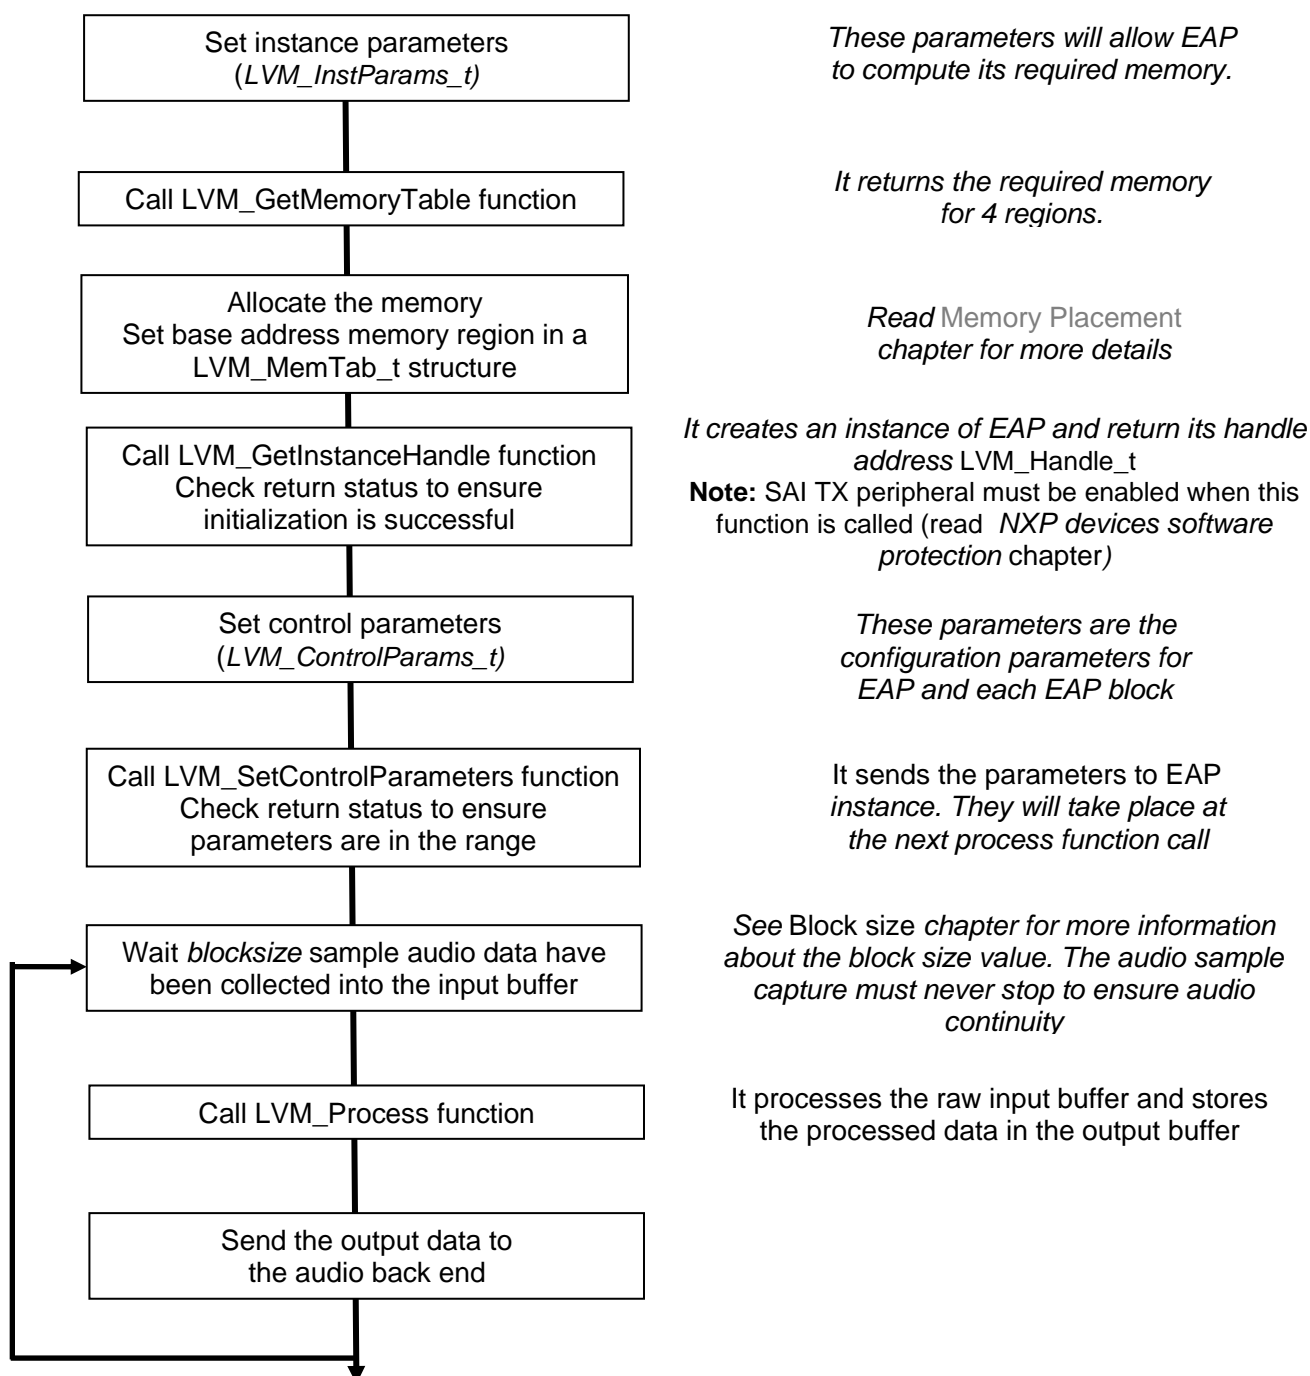 Set instance parameters
(LVM_InstParams_t)
These parameters will allow EAP
to compute its required memory.
Call LVM_GetMemoryTable function
It returns the required memory
for 4 regions.
Allocate the memory
Set base address memory region in a
LVM_MemTab_t structure
Read Memory Placement
chapter for more details
Call LVM_GetInstanceHandle function
Check return status to ensure
initialization is successful
It creates an instance of EAP and return its handle
address LVM_Handle_t
Note: SAI TX peripheral must be enabled when this
function is called (read NXP devices software
protection chapter)
Set control parameters
(LVM_ControlParams_t)
These parameters are the
configuration parameters for
EAP and each EAP block
Call LVM_SetControlParameters function
Check return status to ensure
parameters are in the range
It sends the parameters to EAP
instance. They will take place at
the next process function call
Wait blocksize sample audio data have
been collected into the input buffer
See Block size chapter for more information
about the block size value. The audio sample
capture must never stop to ensure audio
continuity
Call LVM_Process function
It processes the raw input buffer and stores
the processed data in the output buffer
Send the output data to
the audio back end